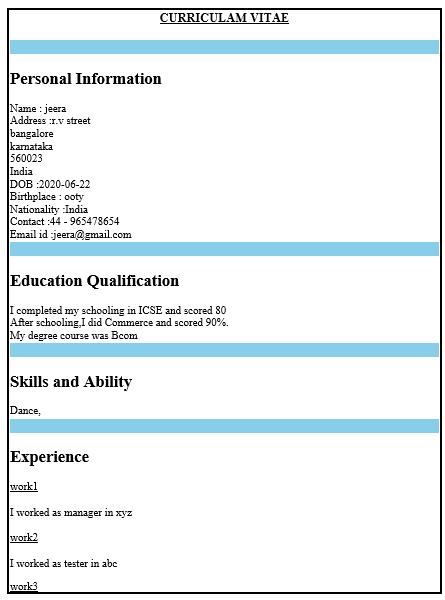 CURRICULAM VITAE
Personal Information
Name : jeera
Address :r.v street
bangalore
karnataka
560023
India
DOB :2020-06-22
Birthplace : ooty
Nationality :India
Contact :44 - 965478654
Email id :jeera@gmail.com
Education Qualification
I completed my schooling in ICSE and scored 80
After schooling,I did Commerce and scored 90%.
My degree course was Bcom
Skills and Ability
Dance,
Experience
work1
I worked as manager in xyz
work2
I worked as tester in abc
work3